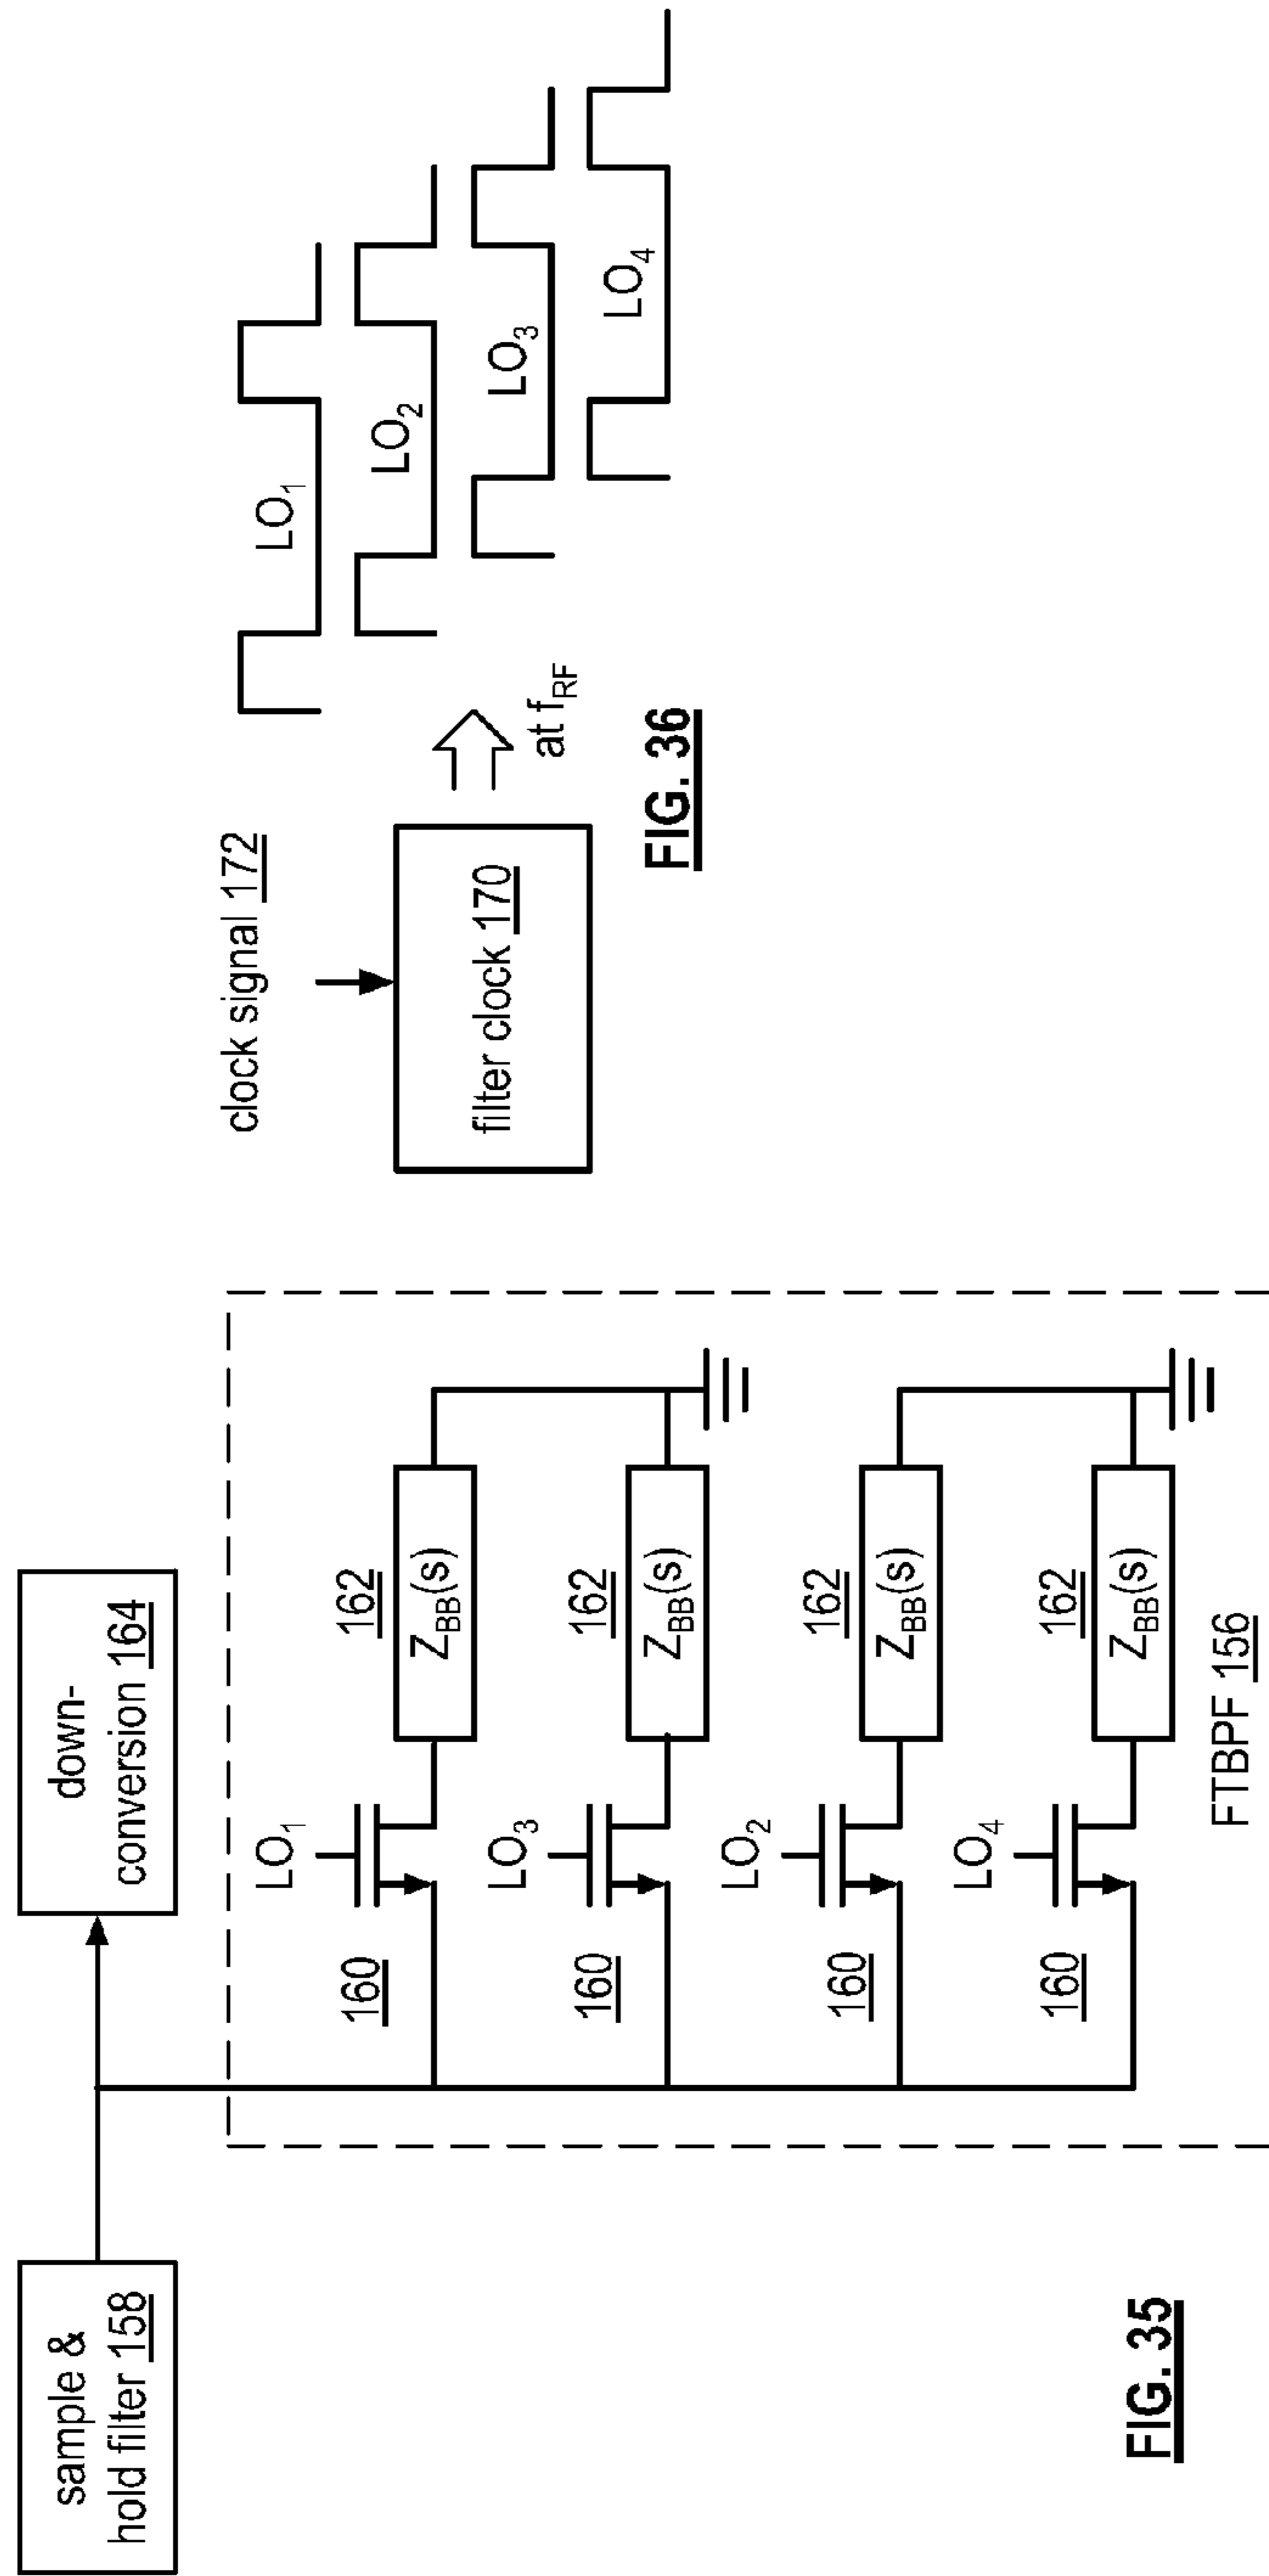 sample &
hold filter 158
down-
conversion 164
LO1
160
162
ZBB(s)
LO3
160
162
ZBB(s)
LO2
160
162
ZBB(s)
LO4
160
162
ZBB(s)
FTBPF 156
FIG. 35
clock signal 172
filter clock 170
at fRF
LO1
LO2
LO3
LO4
FIG. 36